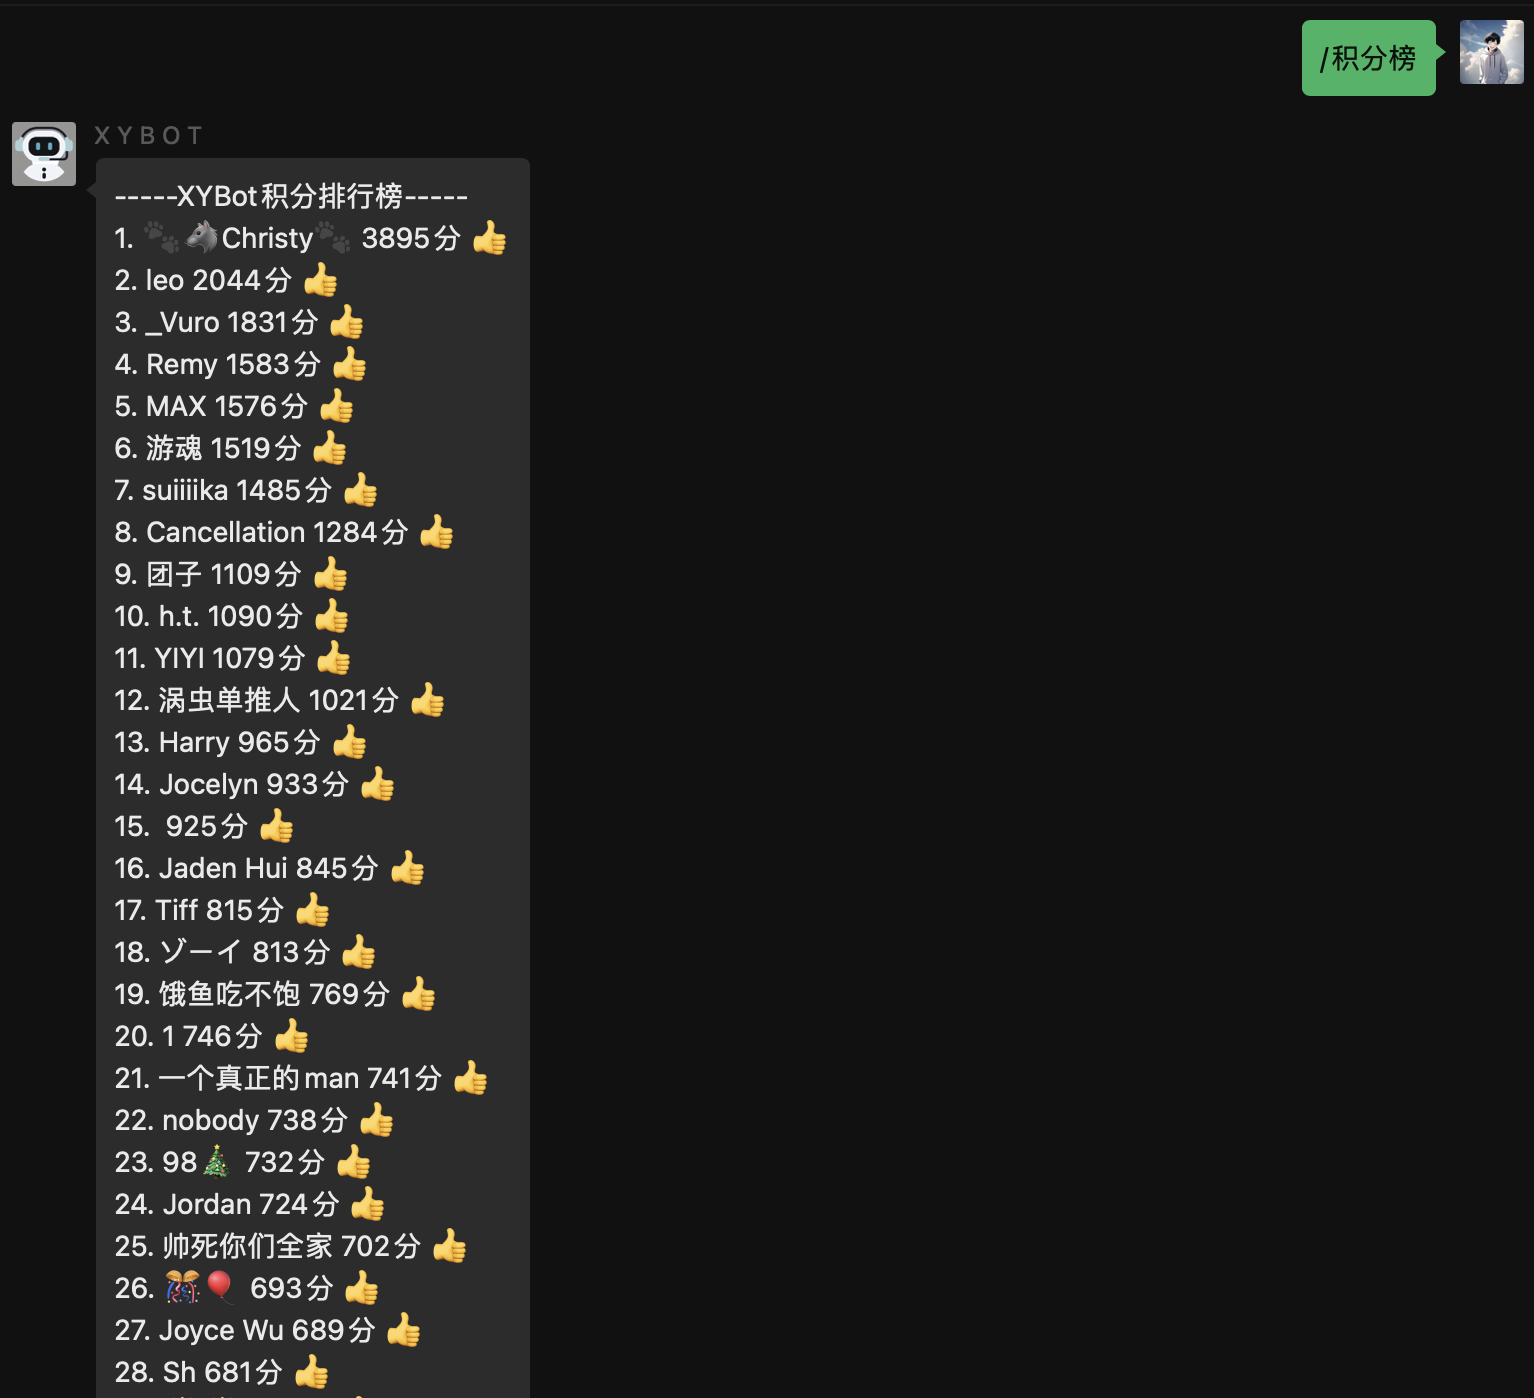 /积分榜
XYBOT
-----XYBot积分排行榜-----
1. 🐾🐴Christy🐾 3895分 👍
2. leo 2044分 👍
3. _Vuro 1831分 👍
4. Remy 1583分 👍
5. MAX 1576分 👍
6. 游魂 1519分 👍
7. suiiiika 1485分 👍
8. Cancellation 1284分 👍
9. 团子 1109分 👍
10. h.t. 1090分 👍
11. YIYI 1079分 👍
12. 涡虫单推人 1021分 👍
13. Harry 965分 👍
14. Jocelyn 933分 👍
15.  925分 👍
16. Jaden Hui 845分 👍
17. Tiff 815分 👍
18. ゾーイ 813分 👍
19. 饿鱼吃不饱 769分 👍
20. 1 746分 👍
21. 一个真正的man 741分 👍
22. nobody 738分 👍
23. 98🎄 732分 👍
24. Jordan 724分 👍
25. 帅死你们全家 702分 👍
26. 🎊🎈 693分 👍
27. Joyce Wu 689分 👍
28. Sh 681分 👍